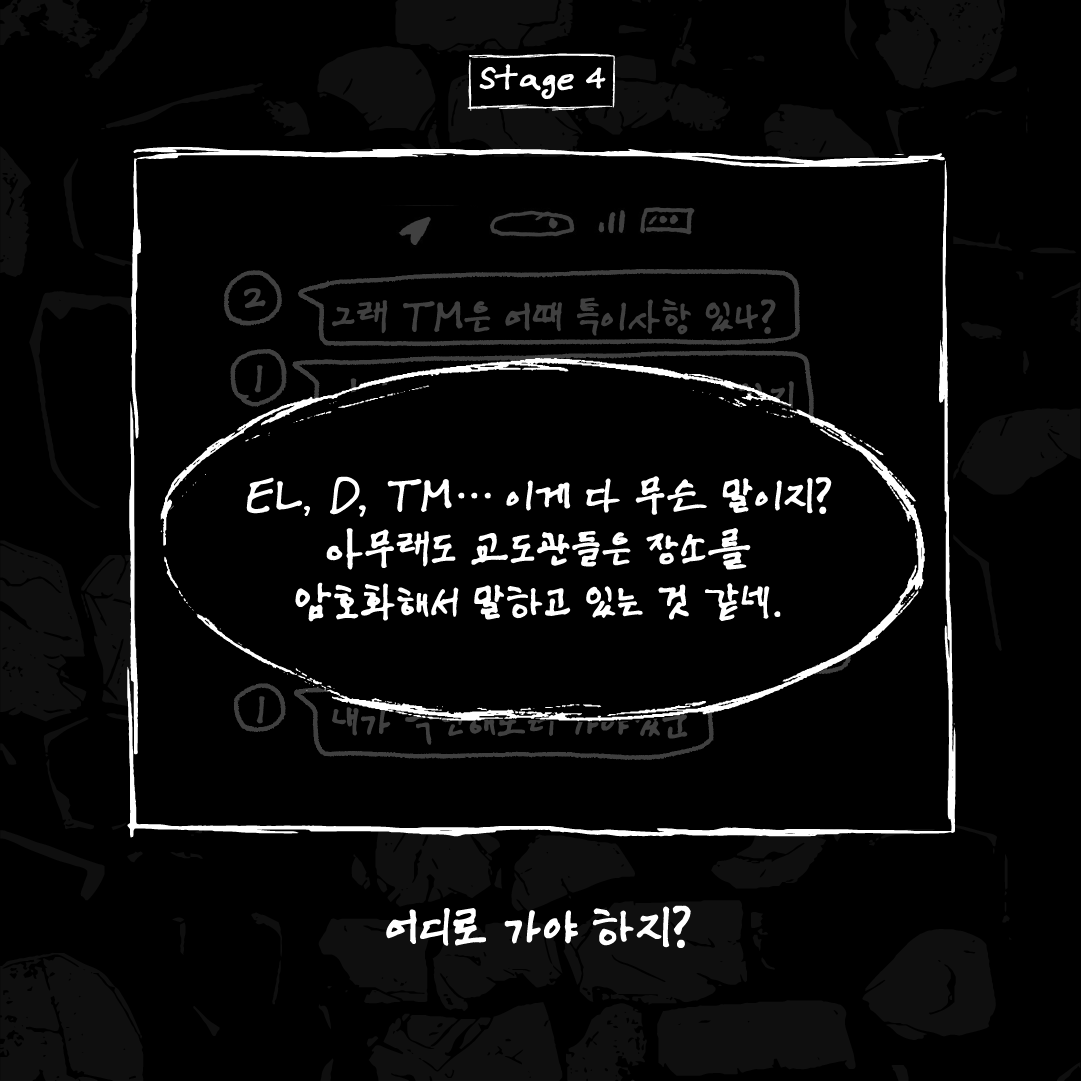 Stage 4
2
그래 TM은 어때 특이사항 있나?
1
EL, D, TM… 이게 다 무슨 말이지?
아무래도 교도관들은 장소를
암호화해서 말하고 있는 것 같네.
1
내가
어디로 가야 하지?